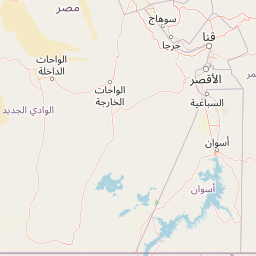 مصر
سوهاج
جرجا
قنا
الأقصر
الواحات
الداخلة
الواحات
الخارجة
السباعية
الوادي الجديد
أسوان
أسوان